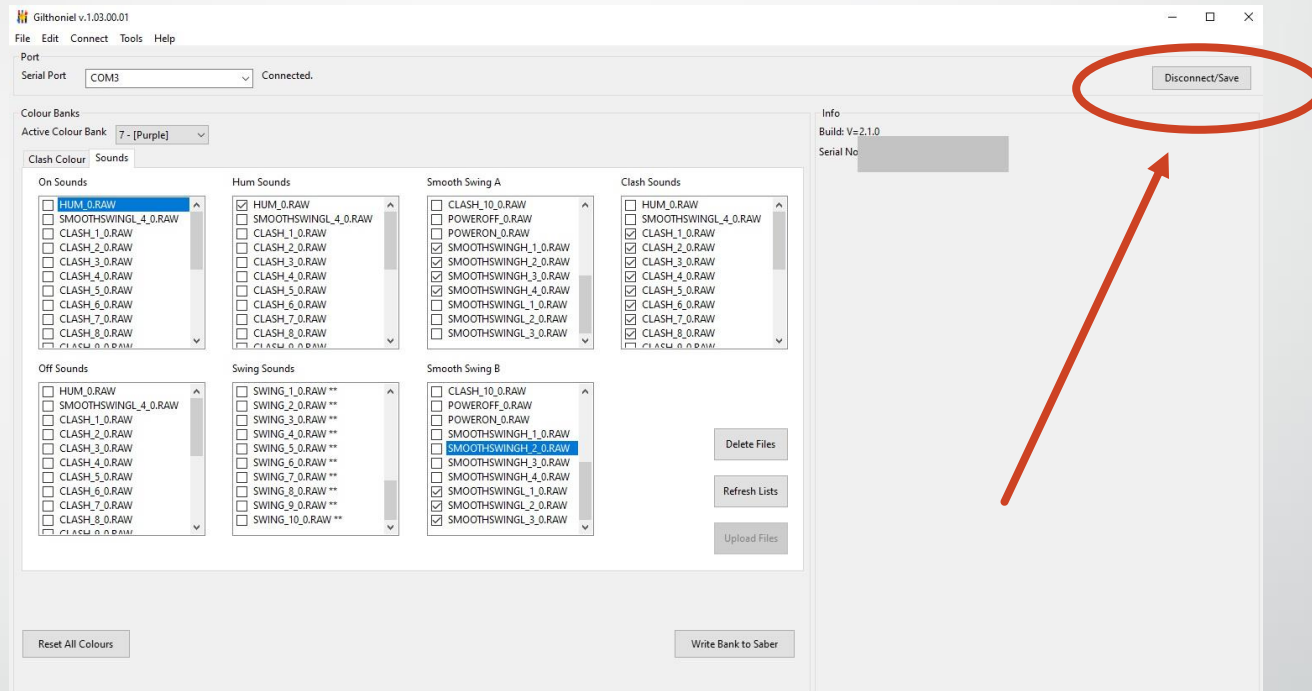 Gilthoniel v.1.03.00.01
File Edit Connect Tools Help
Port
Serial Port COM3 Connected.
Disconnect/Save
Colour Banks
Active Colour Bank 7 - [Purple]
Clash Colour Sounds
On Sounds
HUM_0.RAW
SMOOTHSWINGL_4_0.RAW
CLASH_1_0.RAW
CLASH_2_0.RAW
CLASH_3_0.RAW
CLASH_4_0.RAW
CLASH_5_0.RAW
CLASH_6_0.RAW
CLASH_7_0.RAW
CLASH_8_0.RAW
CLASH_9_0.RAW
Hum Sounds
HUM_0.RAW
SMOOTHSWINGL_4_0.RAW
CLASH_1_0.RAW
CLASH_2_0.RAW
CLASH_3_0.RAW
CLASH_4_0.RAW
CLASH_5_0.RAW
CLASH_6_0.RAW
CLASH_7_0.RAW
CLASH_8_0.RAW
CLASH_9_0.RAW
Smooth Swing A
CLASH_10_0.RAW
POWEROFF_0.RAW
POWERON_0.RAW
SMOOTHSWINGH_1_0.RAW
SMOOTHSWINGH_2_0.RAW
SMOOTHSWINGH_3_0.RAW
SMOOTHSWINGH_4_0.RAW
SMOOTHSWINGL_1_0.RAW
SMOOTHSWINGL_2_0.RAW
SMOOTHSWINGL_3_0.RAW
Clash Sounds
HUM_0.RAW
SMOOTHSWINGL_4_0.RAW
CLASH_1_0.RAW
CLASH_2_0.RAW
CLASH_3_0.RAW
CLASH_4_0.RAW
CLASH_5_0.RAW
CLASH_6_0.RAW
CLASH_7_0.RAW
CLASH_8_0.RAW
CLASH_9_0.RAW
Off Sounds
HUM_0.RAW
SMOOTHSWINGL_4_0.RAW
CLASH_1_0.RAW
CLASH_2_0.RAW
CLASH_3_0.RAW
CLASH_4_0.RAW
CLASH_5_0.RAW
CLASH_6_0.RAW
CLASH_7_0.RAW
CLASH_8_0.RAW
CLASH_9_0.RAW
Swing Sounds
SWING_1_0.RAW **
SWING_2_0.RAW **
SWING_3_0.RAW **
SWING_4_0.RAW **
SWING_5_0.RAW **
SWING_6_0.RAW **
SWING_7_0.RAW **
SWING_8_0.RAW **
SWING_9_0.RAW **
SWING_10_0.RAW **
Smooth Swing B
CLASH_10_0.RAW
POWEROFF_0.RAW
POWERON_0.RAW
SMOOTHSWINGH_1_0.RAW
SMOOTHSWINGH_2_0.RAW
SMOOTHSWINGH_3_0.RAW
SMOOTHSWINGH_4_0.RAW
SMOOTHSWINGL_1_0.RAW
SMOOTHSWINGL_2_0.RAW
SMOOTHSWINGL_3_0.RAW
Delete Files
Refresh Lists
Upload Files
Reset All Colours
Write Bank to Saber
Info
Build: V=2.1.0
Serial No